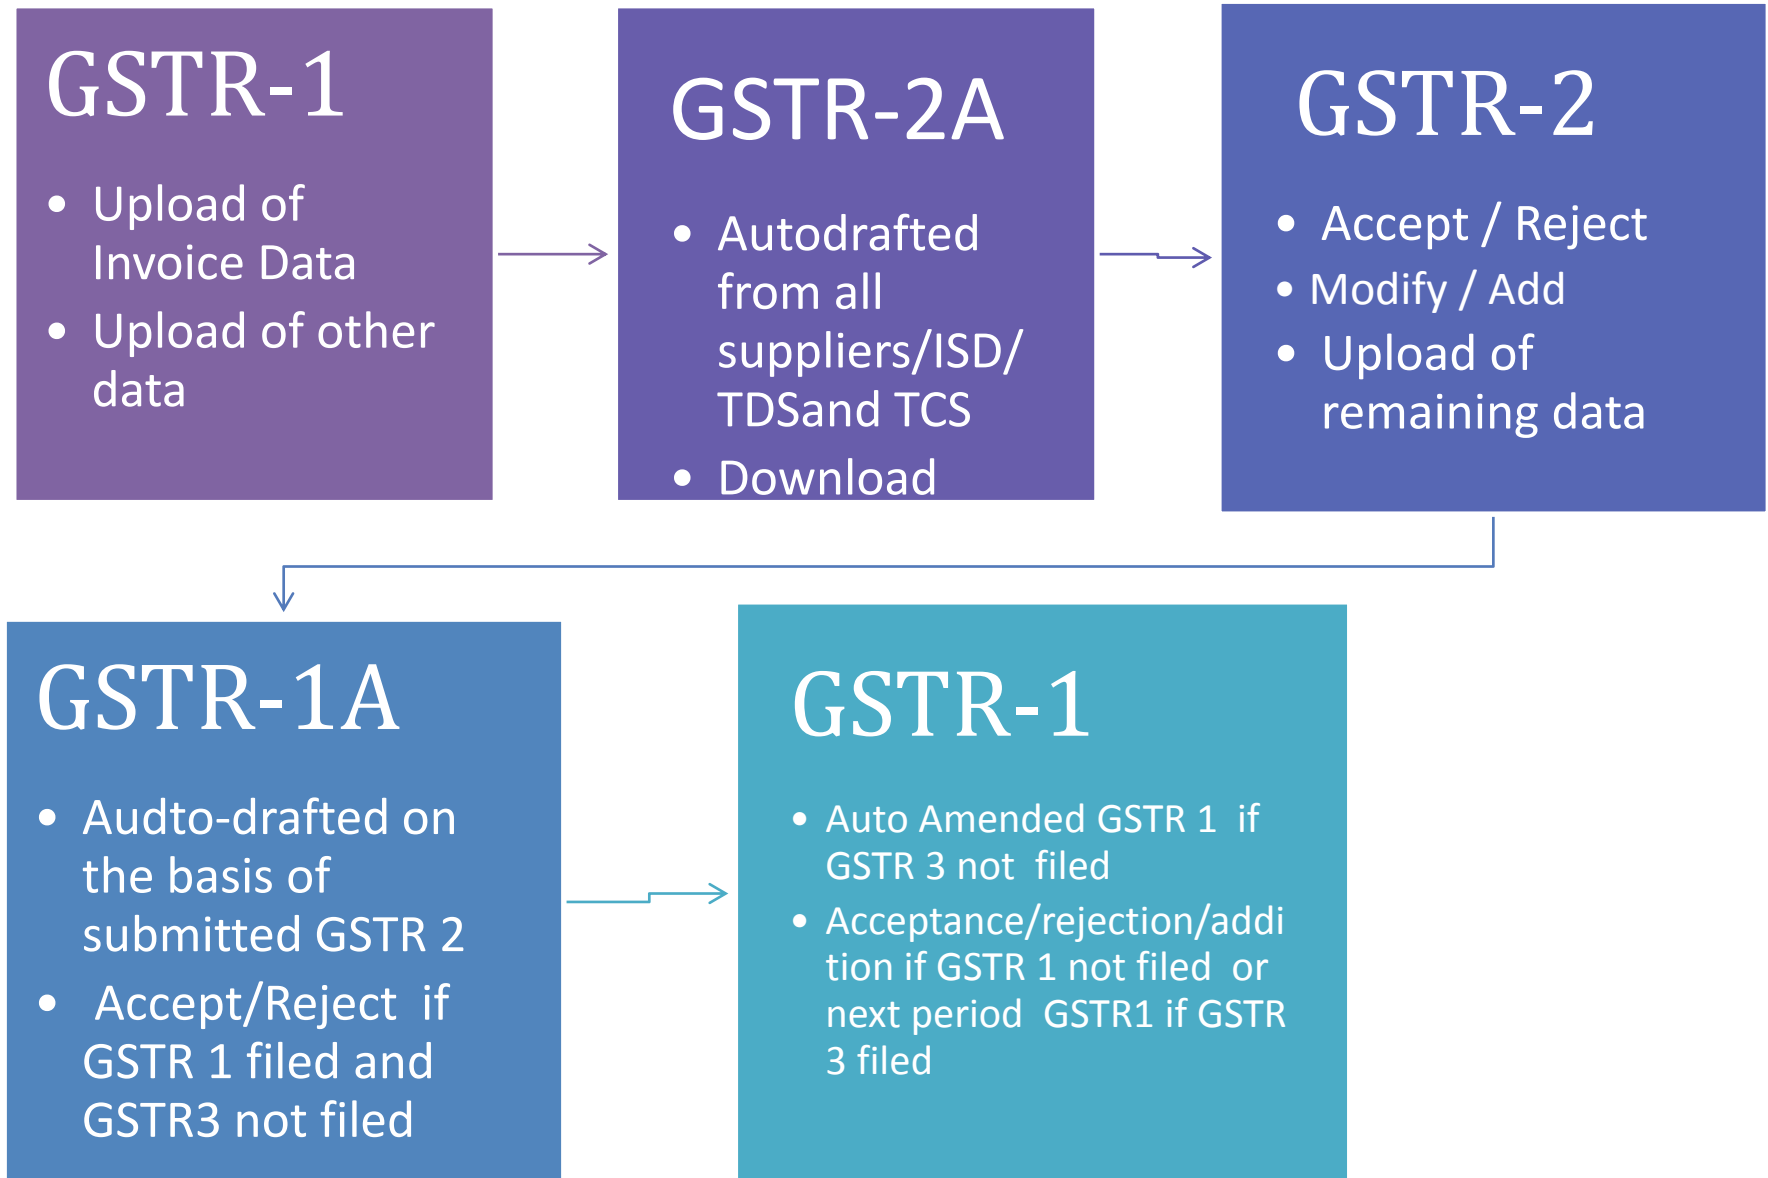 GSTR-1
• Upload of
Invoice Data
• Upload of other
data
GSTR-2A
• Autodrafted
from all
suppliers/ISD/
TDSand TCS
• Download
GSTR-2
• Accept / Reject
• Modify / Add
• Upload of
remaining data
GSTR-1A
• Audto-drafted on
the basis of
submitted GSTR 2
• Accept/Reject if
GSTR 1 filed and
GSTR3 not filed
GSTR-1
• Auto Amended GSTR 1 if
GSTR 3 not filed
• Acceptance/rejection/addi
tion if GSTR 1 not filed or
next period GSTR1 if GSTR
3 filed